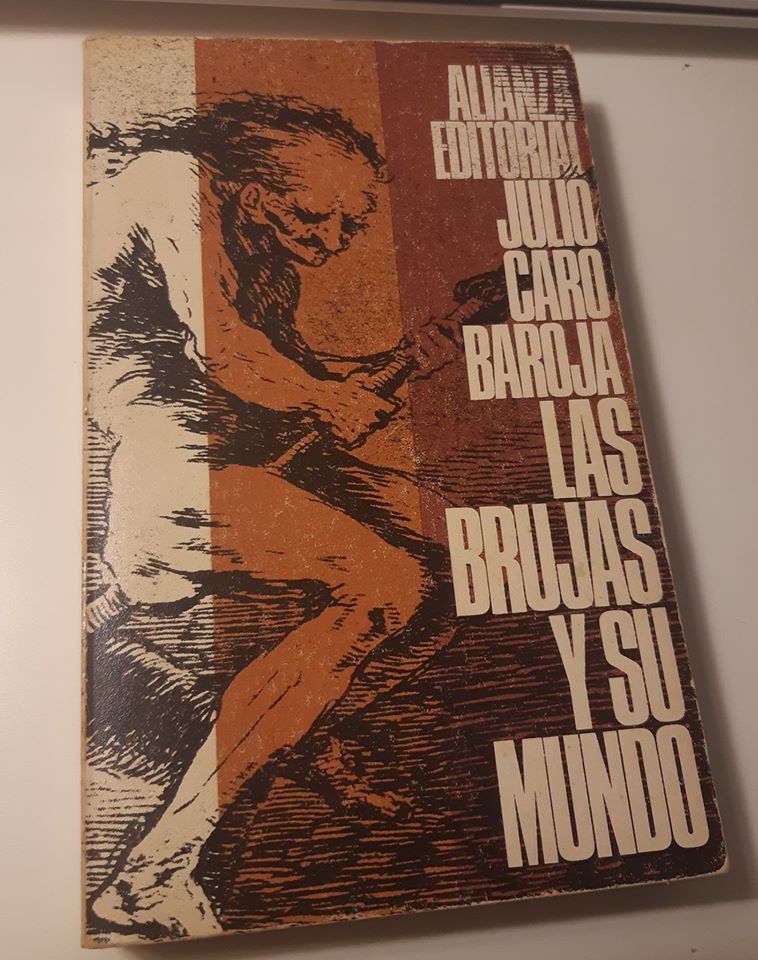 ALIANZA
EDITORIAL
JULIO
CARO
BAROJA
LAS
BRUJAS
Y SU
MUNDO